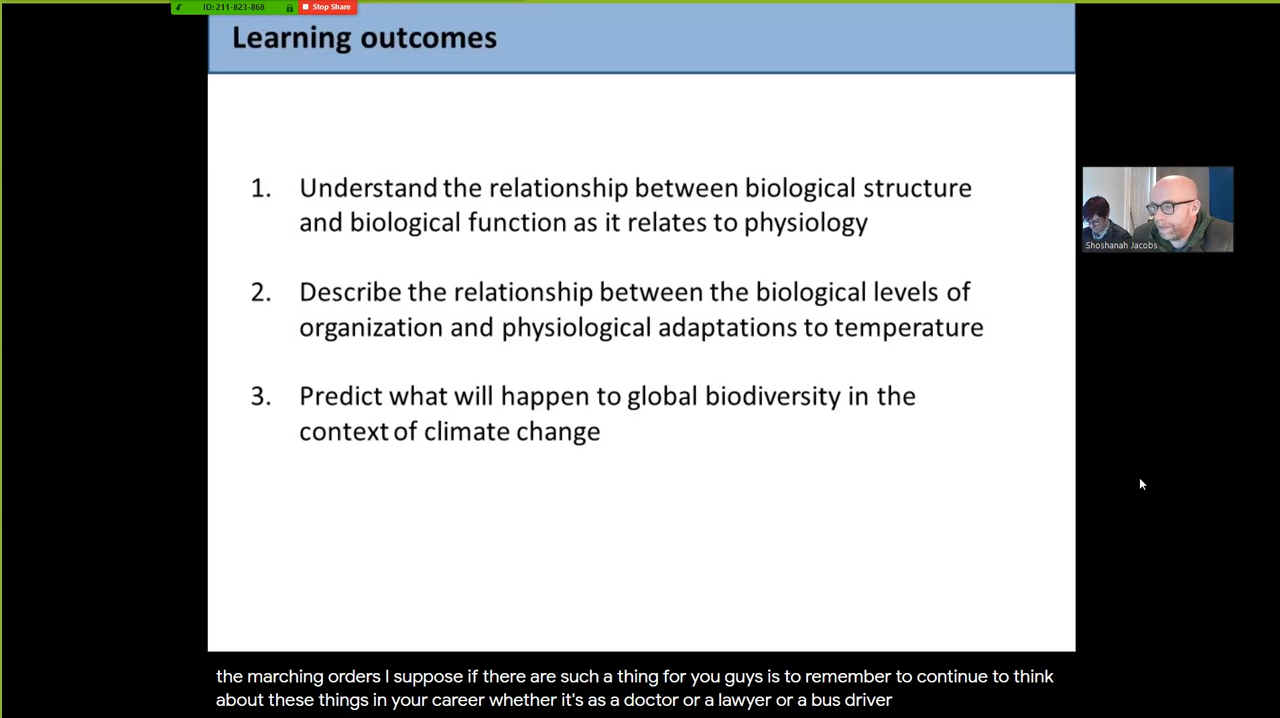 ID: 211-823-868
Stop Share
Learning outcomes
1. Understand the relationship between biological structure
and biological function as it relates to physiology
2. Describe the relationship between the biological levels of
organization and physiological adaptations to temperature
3. Predict what will happen to global biodiversity in the
context of climate change
Shoshanah Jacobs
the marching orders I suppose if there are such a thing for you guys is to remember to continue to think
about these things in your career whether it's as a doctor or a lawyer or a bus driver